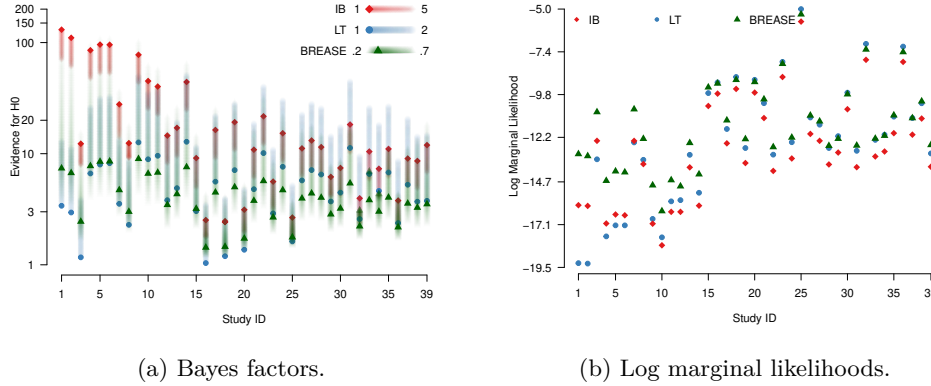 IB 1 5
LT 1 2
BREASE .2 .7
Evidence for H0
200
150
100
20
10
3
1
1 5 10 15 20 25 30 35 39
Study ID
(a) Bayes factors.
IB LT BREASE
Log Marginal Likelihood
−5.0
−7.4
−9.8
−12.2
−14.7
−17.1
−19.5
1 5 10 15 20 25 30 35
Study ID
(b) Log marginal likelihoods.